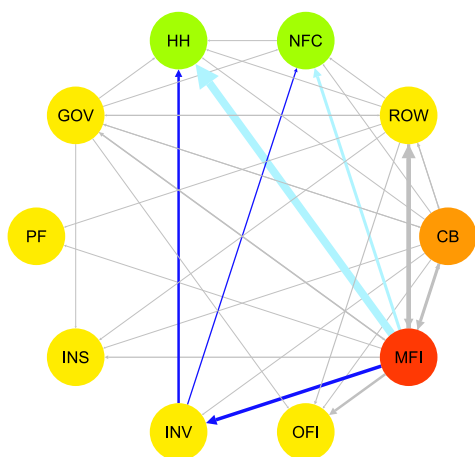 HH
NFC
GOV
ROW
PF
CB
INS
MFI
INV
OFI